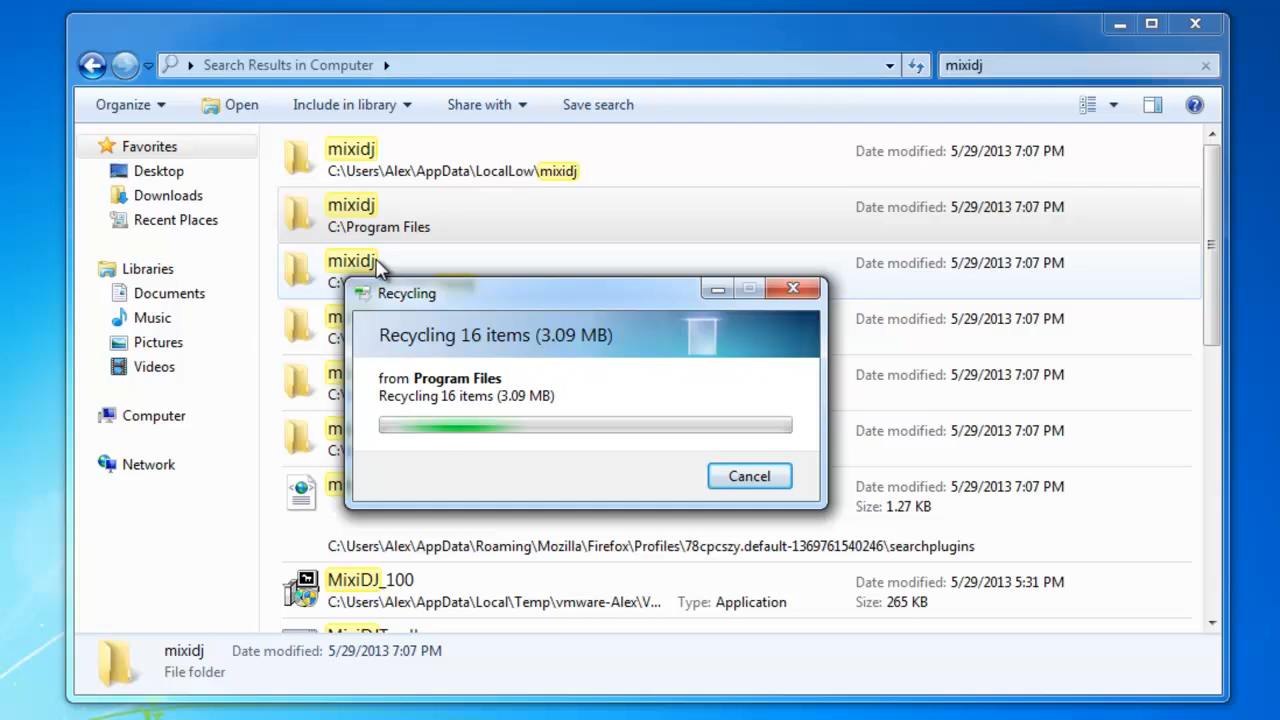 Search Results in Computer
mixidj
Organize
Open
Include in library
Share with
Save search
Favorites
Desktop
Downloads
Recent Places
Libraries
Documents
Music
Pictures
Videos
Computer
Network
mixidj
Date modified: 5/29/2013 7:07 PM
C:\Users\Alex\AppData\LocalLow\mixidj
mixidj
Date modified: 5/29/2013 7:07 PM
C:\Program Files
mixidj
Date modified: 5/29/2013 7:07 PM
Date modified: 5/29/2013 7:07 PM
Date modified: 5/29/2013 7:07 PM
Date modified: 5/29/2013 7:07 PM
Date modified: 5/29/2013 7:07 PM
Size: 1.27 KB
C:\Users\Alex\AppData\Roaming\Mozilla\Firefox\Profiles\78cpcszy.default-1369761540246\searchplugins
MixiDJ_100
Date modified: 5/29/2013 5:31 PM
C:\Users\Alex\AppData\Local\Temp\vmware-Alex\V...
Type: Application
Size: 265 KB
Recycling
Recycling 16 items (3.09 MB)
from Program Files
Recycling 16 items (3.09 MB)
Cancel
mixidj
Date modified: 5/29/2013 7:07 PM
File folder